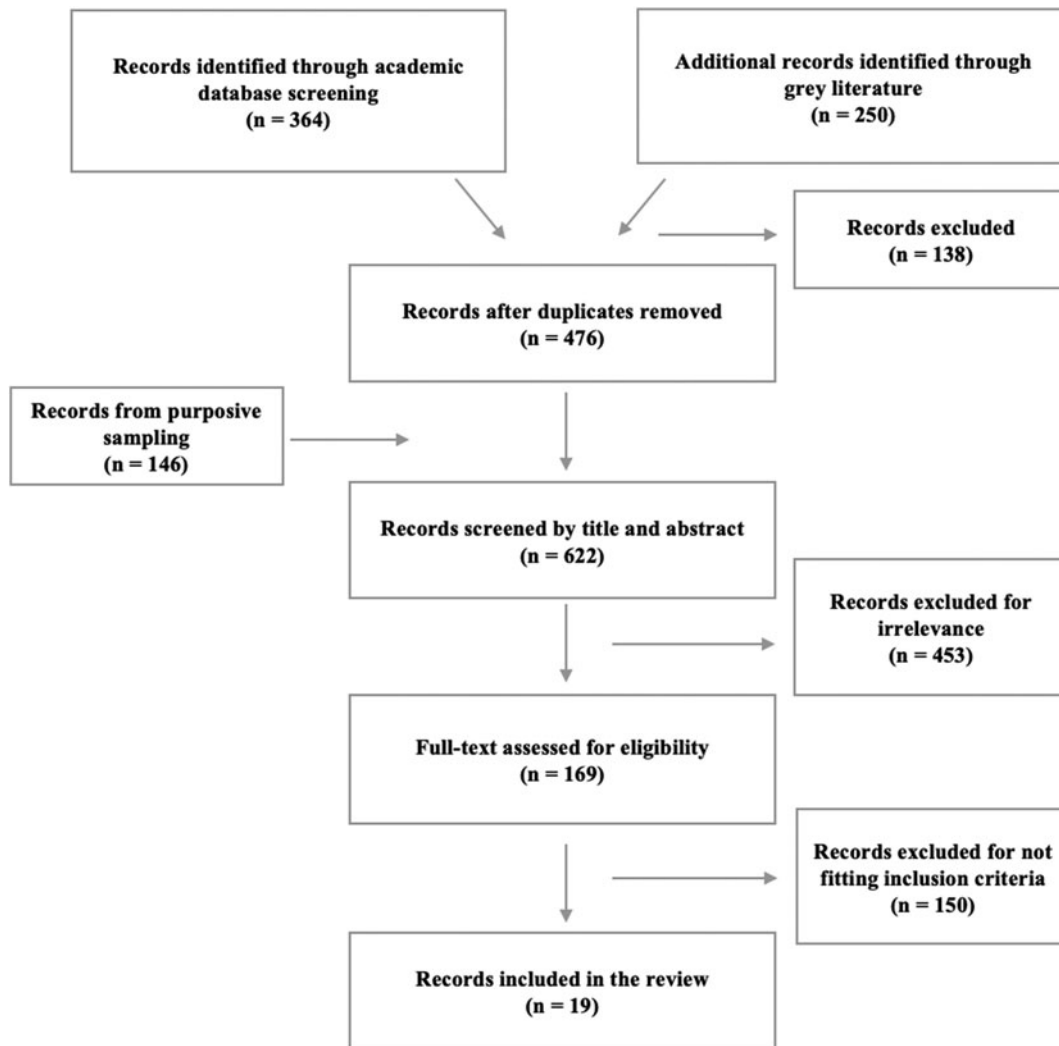 Records identified through academic
database screening
(n = 364)
Additional records identified through
grey literature
(n = 250)
Records excluded
(n = 138)
Records after duplicates removed
(n = 476)
Records from purposive
sampling
(n = 146)
Records screened by title and abstract
(n = 622)
Records excluded for
irrelevance
(n = 453)
Full-text assessed for eligibility
(n = 169)
Records excluded for not
fitting inclusion criteria
(n = 150)
Records included in the review
(n = 19)